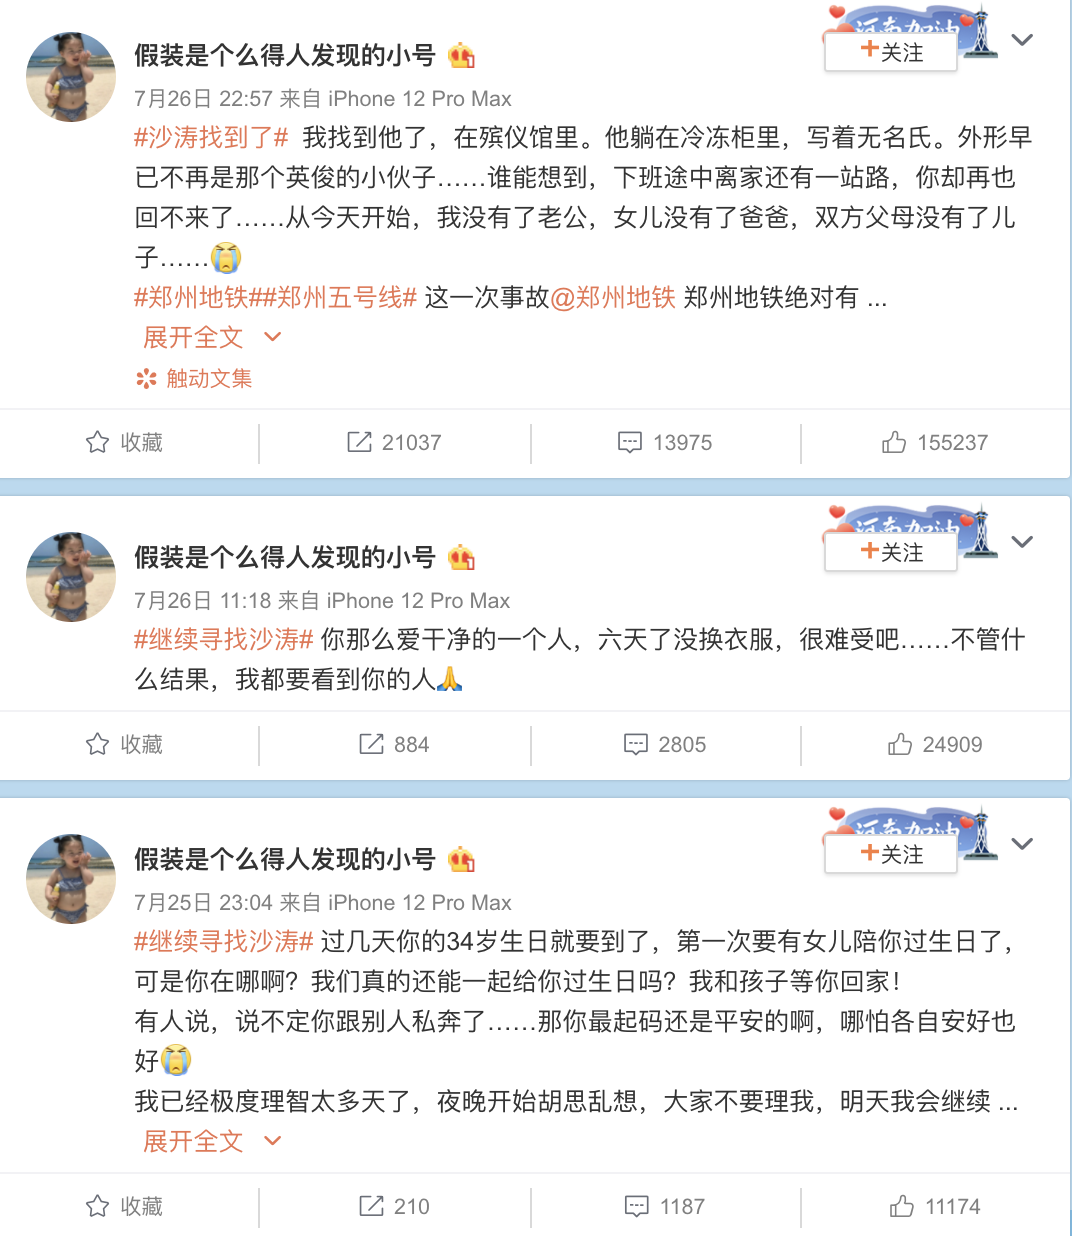 假装是个么得人发现的小号
河南加油
+关注
7月26日 22:57 来自 iPhone 12 Pro Max
#沙涛找到了# 我找到他了，在殡仪馆里。他躺在冷冻柜里，写着无名氏。外形早
已不再是那个英俊的小伙子……谁能想到，下班途中离家还有一站路，你却再也
回不来了……从今天开始，我没有了老公，女儿没有了爸爸，双方父母没有了儿
子……
#郑州地铁##郑州五号线# 这一次事故@郑州地铁 郑州地铁绝对有 ...
展开全文
触动文集
收藏 21037 13975 155237
假装是个么得人发现的小号
河南加油
+关注
7月26日 11:18 来自 iPhone 12 Pro Max
#继续寻找沙涛# 你那么爱干净的一个人，六天了没换衣服，很难受吧……不管什
么结果，我都要看到你的人
收藏 884 2805 24909
假装是个么得人发现的小号
河南加油
+关注
7月25日 23:04 来自 iPhone 12 Pro Max
#继续寻找沙涛# 过几天你的34岁生日就要到了，第一次要有女儿陪你过生日了，
可是你在哪啊？我们真的还能一起给你过生日吗？我和孩子等你回家！
有人说，说不定你跟别人私奔了……那你最起码还是平安的啊，哪怕各自安好也
好
我已经极度理智太多天了，夜晚开始胡思乱想，大家不要理我，明天我会继续 ...
展开全文
收藏 210 1187 11174